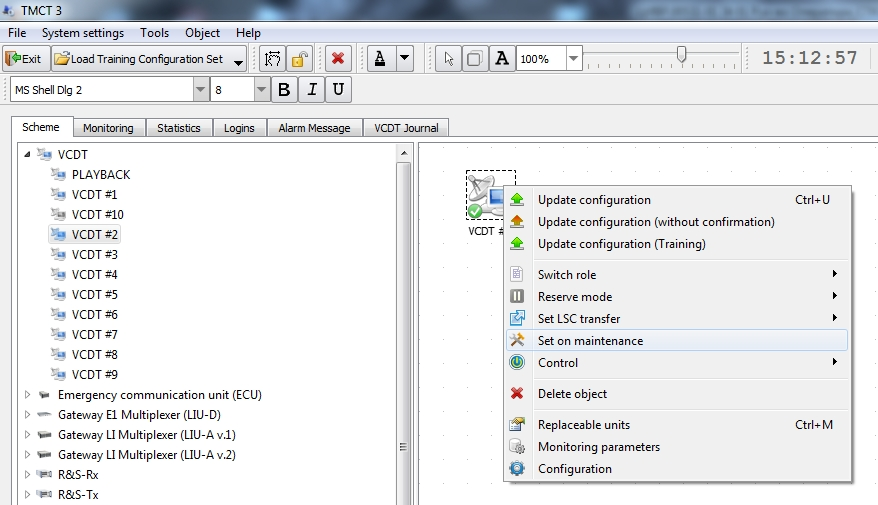 TMCT 3
File System settings Tools Object Help
Exit Load Training Configuration Set A A 100% 15:12:57
MS Shell Dlg 2 8 B I U
Scheme Monitoring Statistics Logins Alarm Message VCDT Journal
VCDT
PLAYBACK
VCDT #1
VCDT #10
VCDT #2
VCDT #3
VCDT #4
VCDT #5
VCDT #6
VCDT #7
VCDT #8
VCDT #9
Emergency communication unit (ECU)
Gateway E1 Multiplexer (LIU-D)
Gateway LI Multiplexer (LIU-A v.1)
Gateway LI Multiplexer (LIU-A v.2)
R&S-Rx
R&S-Tx
VCDT #
Update configuration Ctrl+U
Update configuration (without confirmation)
Update configuration (Training)
Switch role
Reserve mode
Set LSC transfer
Set on maintenance
Control
Delete object
Replaceable units Ctrl+M
Monitoring parameters
Configuration